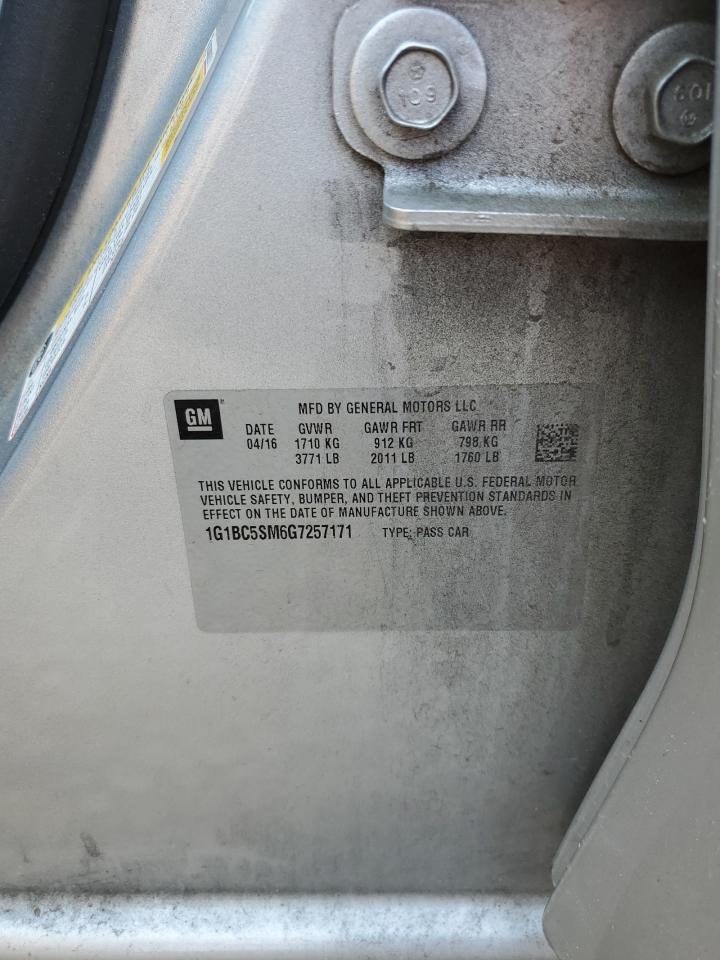 109
109
GM
MFD BY GENERAL MOTORS LLC
DATE GVWR GAWR FRT GAWR RR
04/16 1710 KG 912 KG 798 KG
3771 LB 2011 LB 1760 LB
THIS VEHICLE CONFORMS TO ALL APPLICABLE U.S. FEDERAL MOTOR
VEHICLE SAFETY, BUMPER, AND THEFT PREVENTION STANDARDS IN
EFFECT ON THE DATE OF MANUFACTURE SHOWN ABOVE.
1G1BC5SM6G7257171 TYPE: PASS CAR